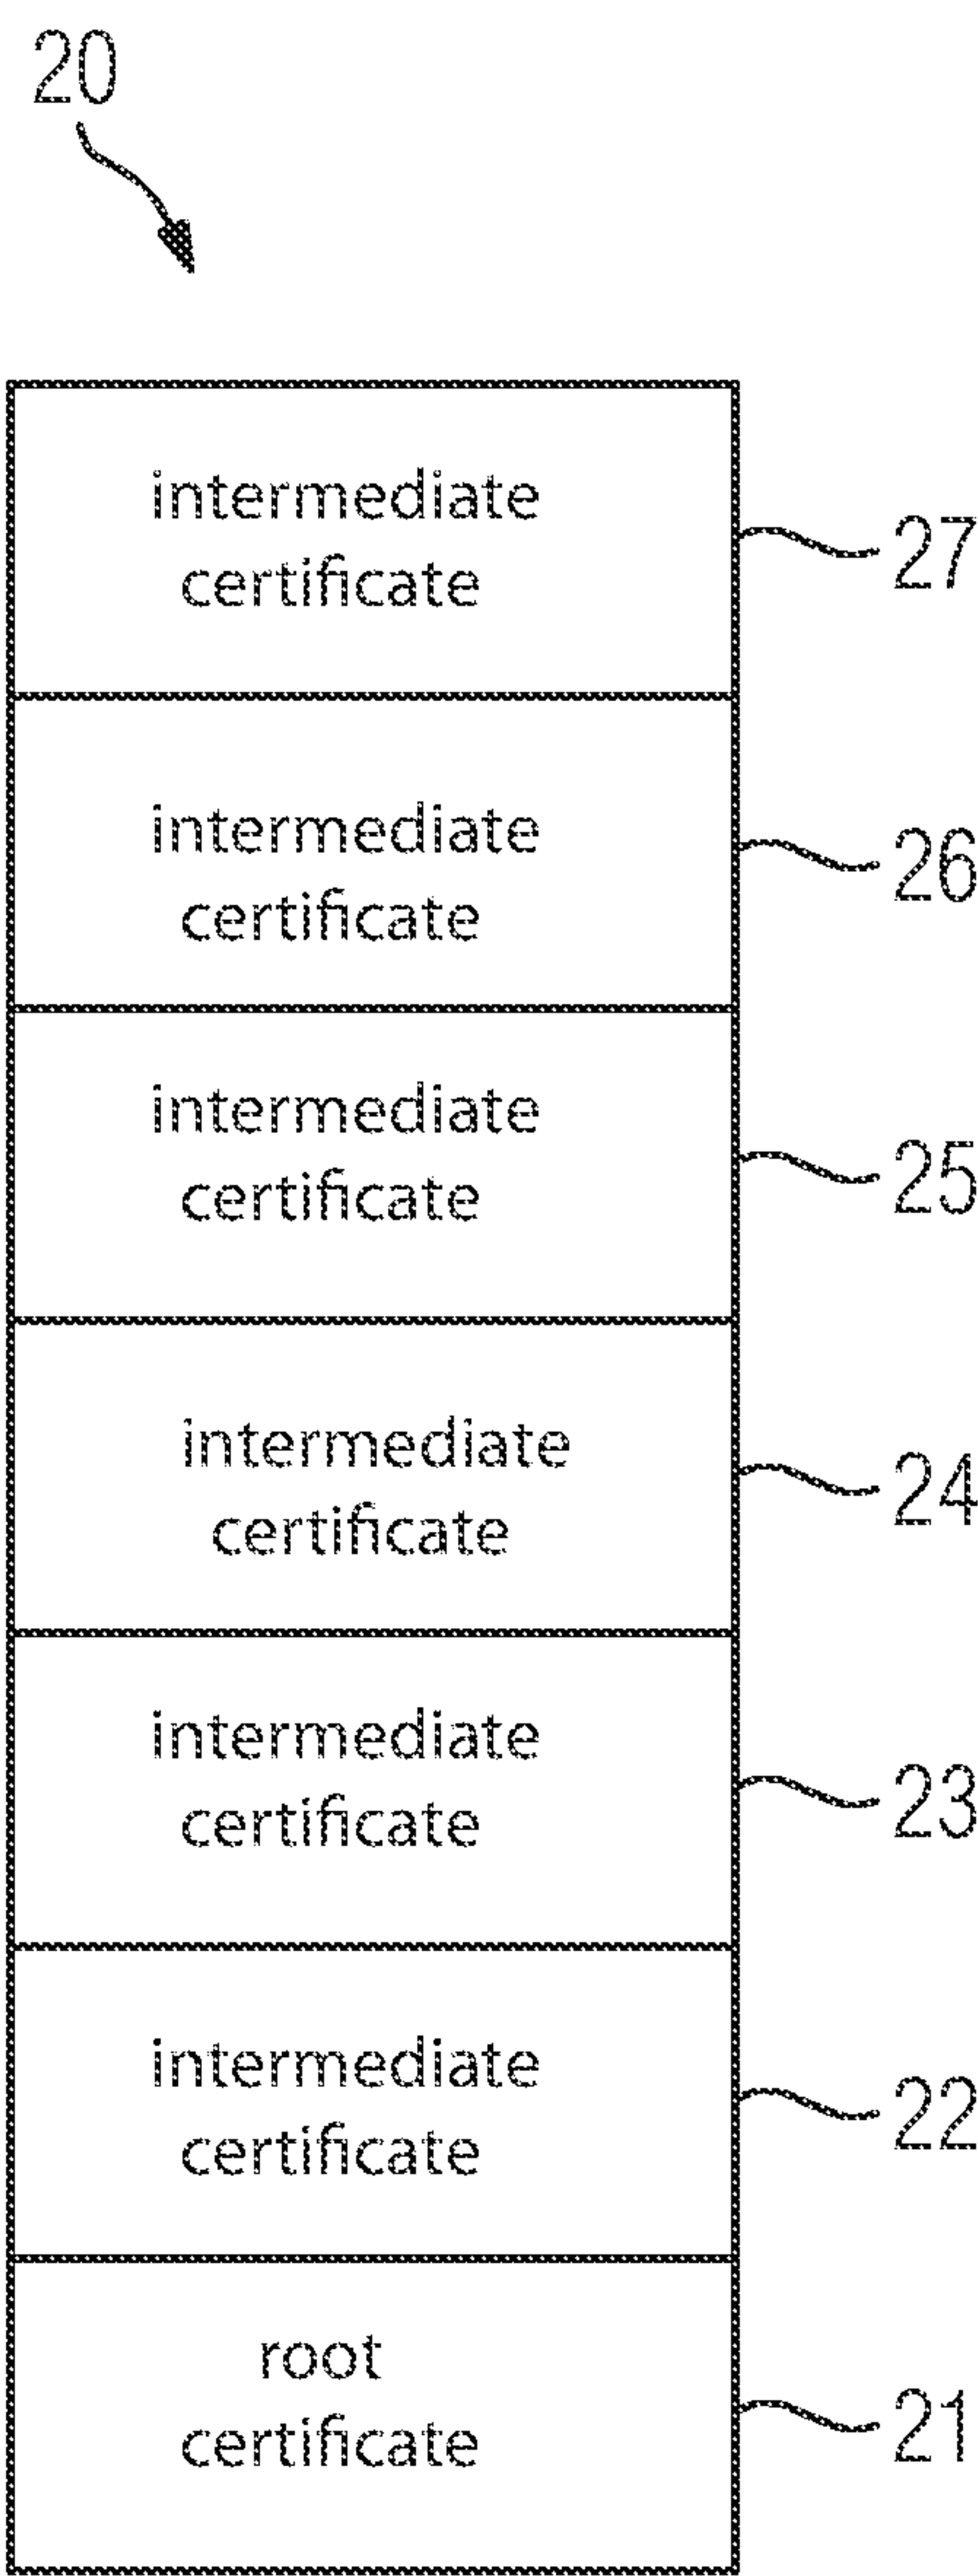 20
intermediate
certificate
27
intermediate
certificate
26
intermediate
certificate
25
intermediate
certificate
24
intermediate
certificate
23
intermediate
certificate
22
root
certificate
21